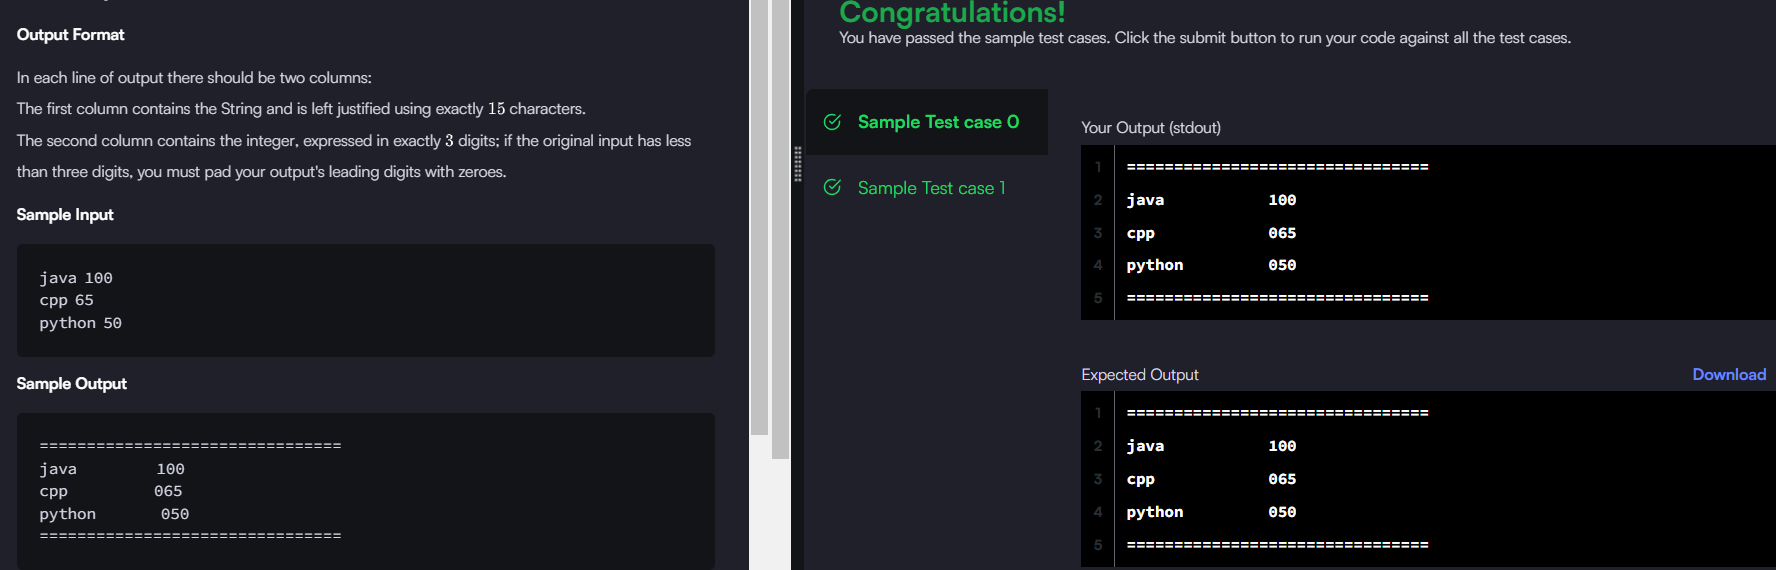 Output Format
In each line of output there should be two columns:
The first column contains the String and is left justified using exactly 15 characters.
The second column contains the integer, expressed in exactly 3 digits; if the original input has less
than three digits, you must pad your output's leading digits with zeroes.
Sample Input
java 100
cpp 65
python 50
Sample Output
================================
java           100
cpp            065
python         050
================================
Congratulations!
You have passed the sample test cases. Click the submit button to run your code against all the test cases.
Sample Test case 0
Sample Test case 1
Your Output (stdout)
1 ================================
2 java           100
3 cpp            065
4 python         050
5 ================================
Expected Output Download
1 ================================
2 java           100
3 cpp            065
4 python         050
5 ================================